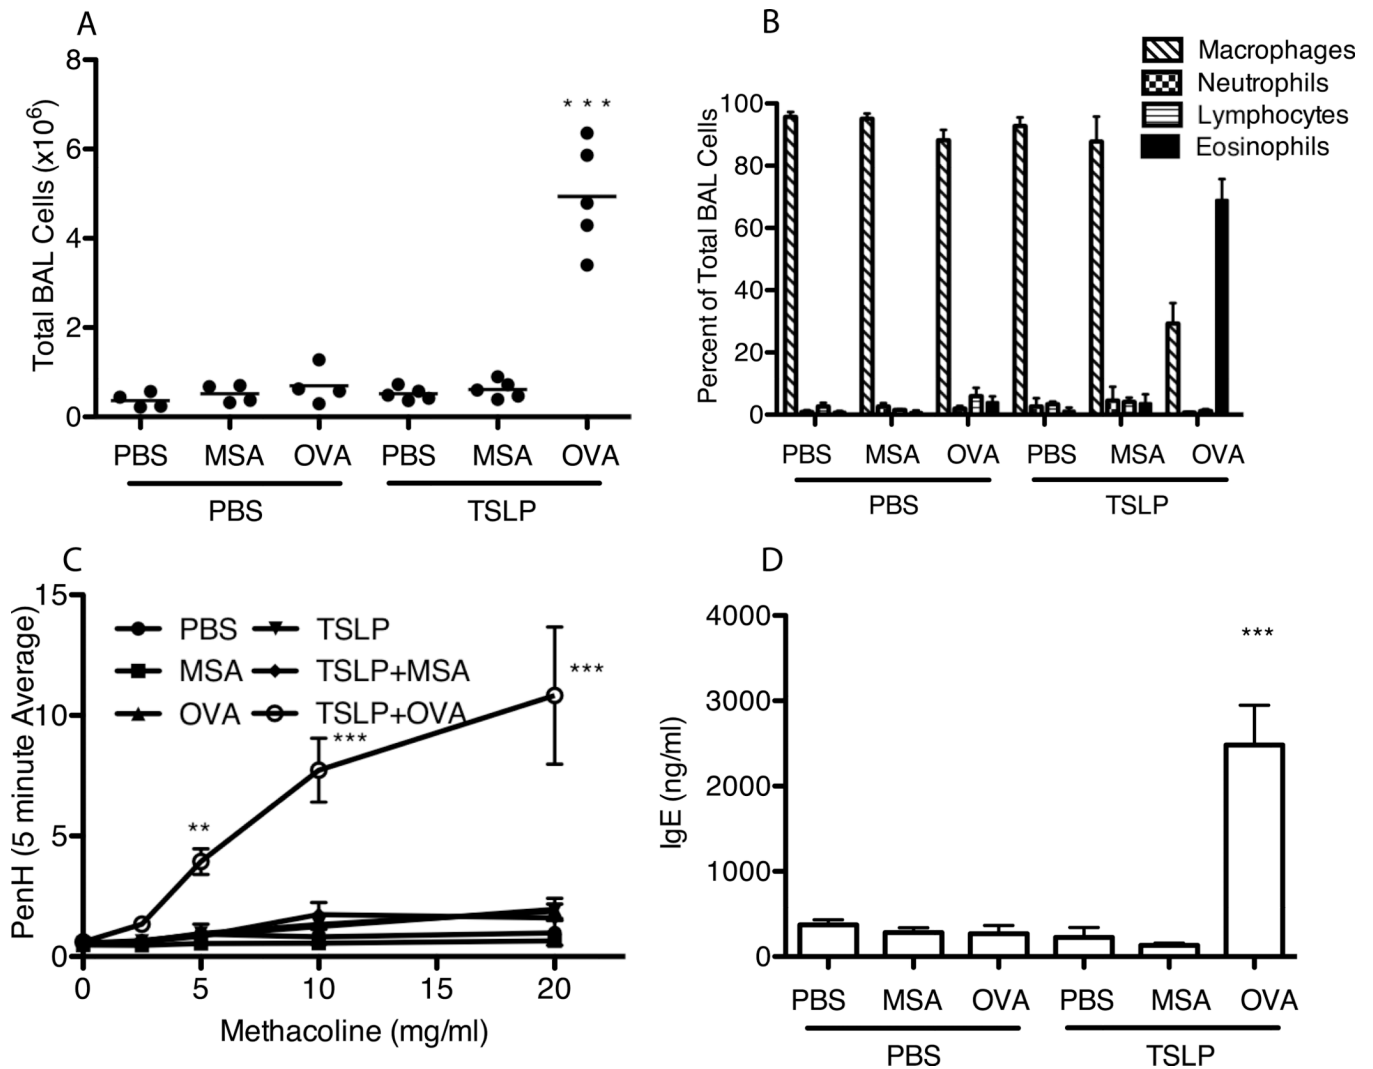 A
Total BAL Cells (x10⁶)
8
6
4
2
0
* * *
PBS MSA OVA PBS MSA OVA
PBS TSLP
B
Macrophages
Neutrophils
Lymphocytes
Eosinophils
Percent of Total BAL Cells
100
80
60
40
20
0
PBS MSA OVA PBS MSA OVA
PBS TSLP
C
PenH (5 minute Average)
15
10
5
0
PBS TSLP
MSA TSLP+MSA
OVA TSLP+OVA
**
***
***
0 5 10 15 20
Methacoline (mg/ml)
D
IgE (ng/ml)
4000
3000
2000
1000
0
***
PBS MSA OVA PBS MSA OVA
PBS TSLP